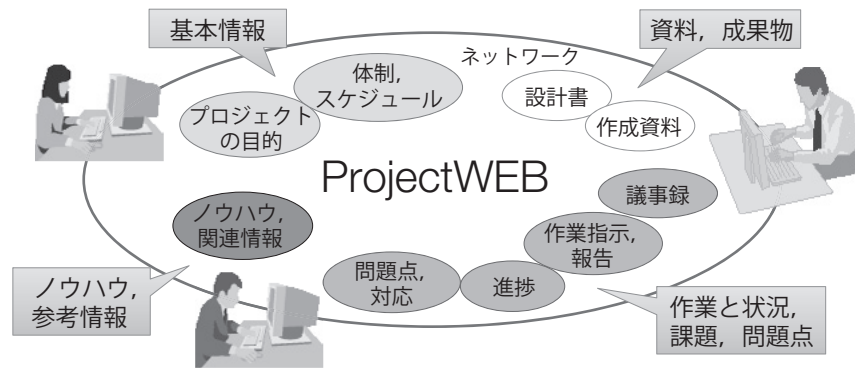 基本情報
資料，成果物
ネットワーク
体制，
スケジュール
設計書
プロジェクト
の目的
作成資料
ProjectWEB
議事録
ノウハウ，
関連情報
作業指示，
報告
問題点，
対応
進捗
ノウハウ，
参考情報
作業と状況，
課題，問題点